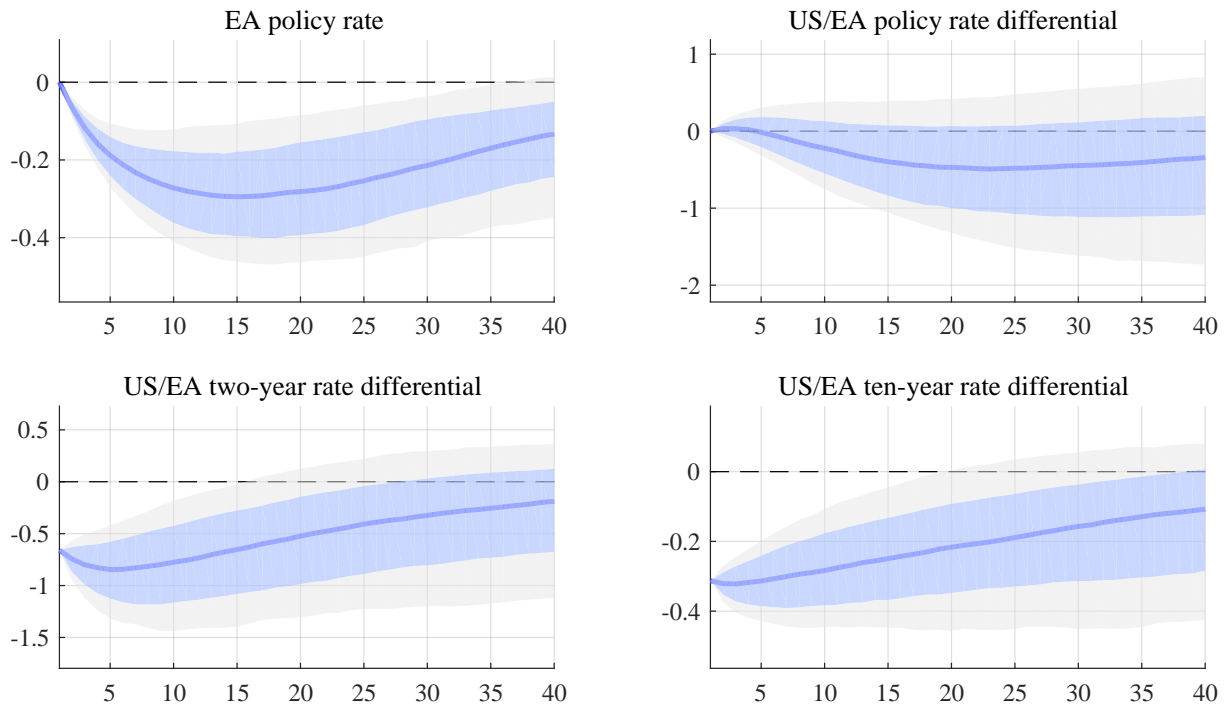 EA policy rate
0
-0.2
-0.4
5 10 15 20 25 30 35 40
US/EA policy rate differential
1
0
-1
-2
5 10 15 20 25 30 35 40
US/EA two-year rate differential
0.5
0
-0.5
-1
-1.5
5 10 15 20 25 30 35 40
US/EA ten-year rate differential
0
-0.2
-0.4
5 10 15 20 25 30 35 40